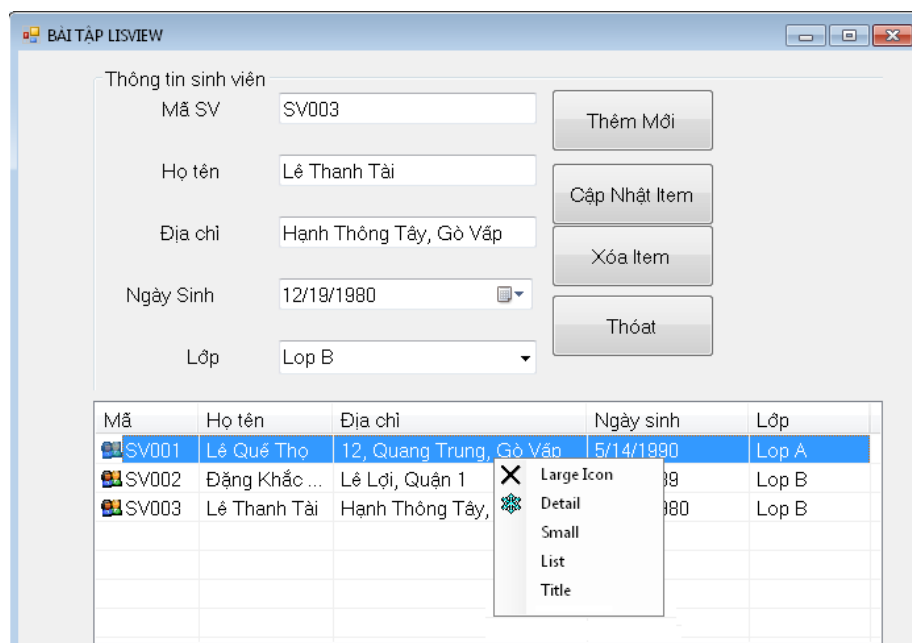 BÀI TẬP LISVIEW
Thông tin sinh viên
Mã SV SV003 Thêm Mới
Họ tên Lê Thanh Tài Cập Nhật Item
Địa chỉ Hạnh Thông Tây, Gò Vấp Xóa Item
Ngày Sinh 12/19/1980 Thóat
Lớp Lop B
Mã Họ tên Địa chỉ Ngày sinh Lớp
SV001 Lê Quế Thọ 12, Quang Trung, Gò Vấp 5/14/1990 Lop A
SV002 Đặng Khắc ... Lê Lợi, Quận 1 39 Lop B
SV003 Lê Thanh Tài Hạnh Thông Tây, 980 Lop B
Large Icon
Detail
Small
List
Title